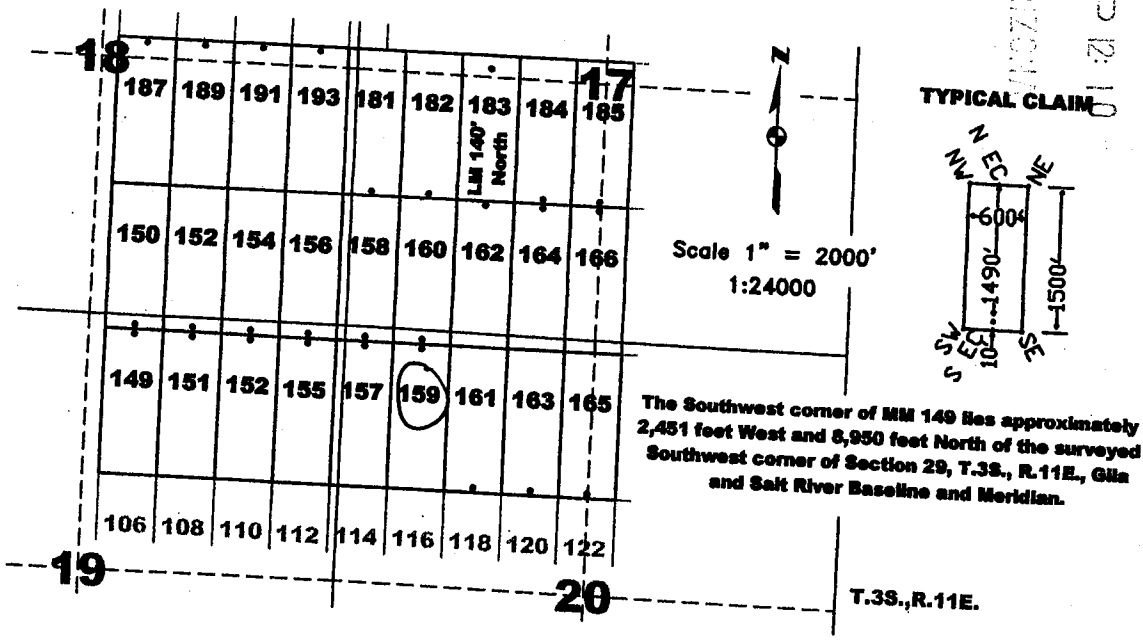 18
17
187 189 191 193 181 182 183 184 185
LM 140'
North
150 152 154 156 158 160 162 164 166
149 151 152 155 157 159 161 163 165
106 108 110 112 114 116 118 120 122
19
20
N
Scale 1" = 2000'
1:24000
12: 10
TYPICAL CLAIM
NW
N EC
NE
600'
1490'
1500'
10'
SW
S EC
SE
The Southwest corner of MM 149 lies approximately
2,451 feet West and 8,950 feet North of the surveyed
Southwest corner of Section 29, T.3S., R.11E., Gila
and Salt River Baseline and Meridian.
T.3S.,R.11E.